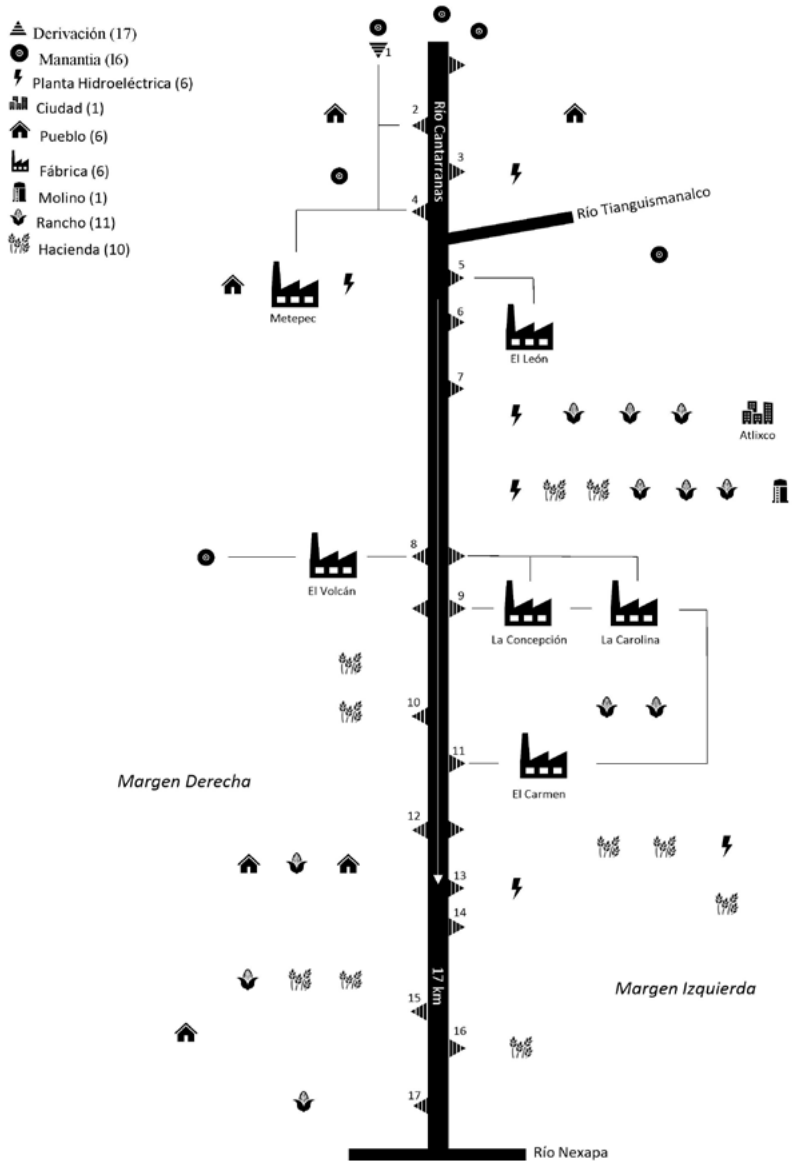 Derivación (17)
Manantia (I6)
Planta Hidroeléctrica (6)
Ciudad (1)
Pueblo (6)
Fábrica (6)
Molino (1)
Rancho (11)
Hacienda (10)
1
2
Río Cantarranas
3
4
Río Tianguismanalco
5
Metepec
6
El León
7
Atlixco
8
El Volcán
9
La Concepción
La Carolina
10
11
Margen Derecha
El Carmen
12
13
14
17 km
Margen Izquierda
15
16
17
Río Nexapa